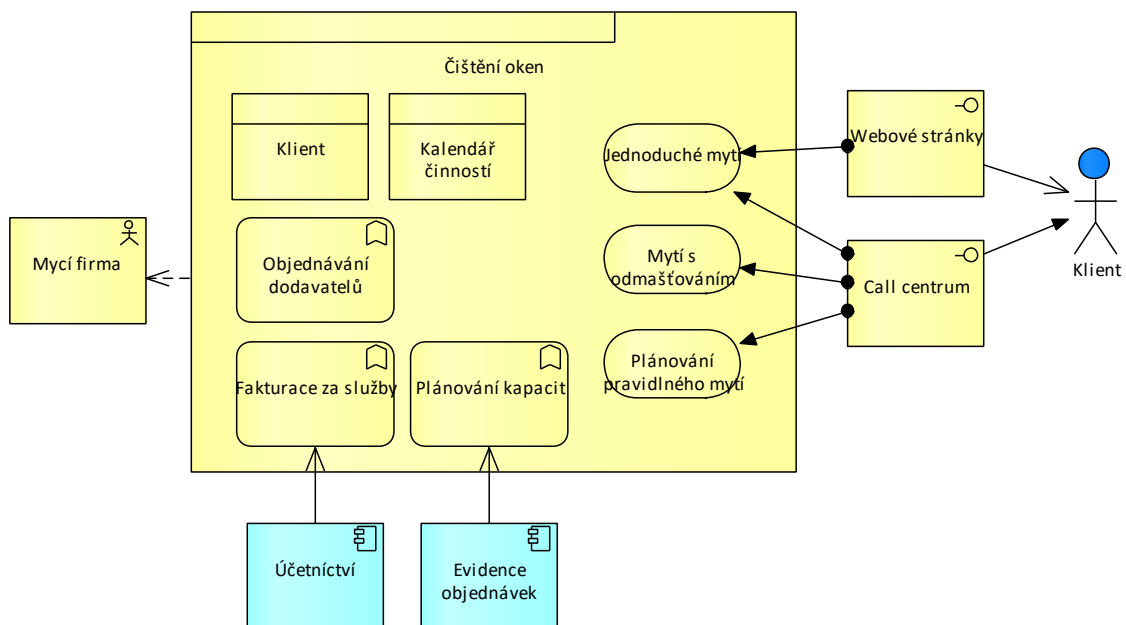 Čištění oken
Klient
Kalendář
činností
Jednoduché mytí
Webové stránky
Mycí firma
Objednávání
dodavatelů
Mytí s
odmašťováním
Call centrum
Klient
Fakturace za služby
Plánování kapacit
Plánování
pravidlného mytí
Účetníctví
Evidence
objednávek